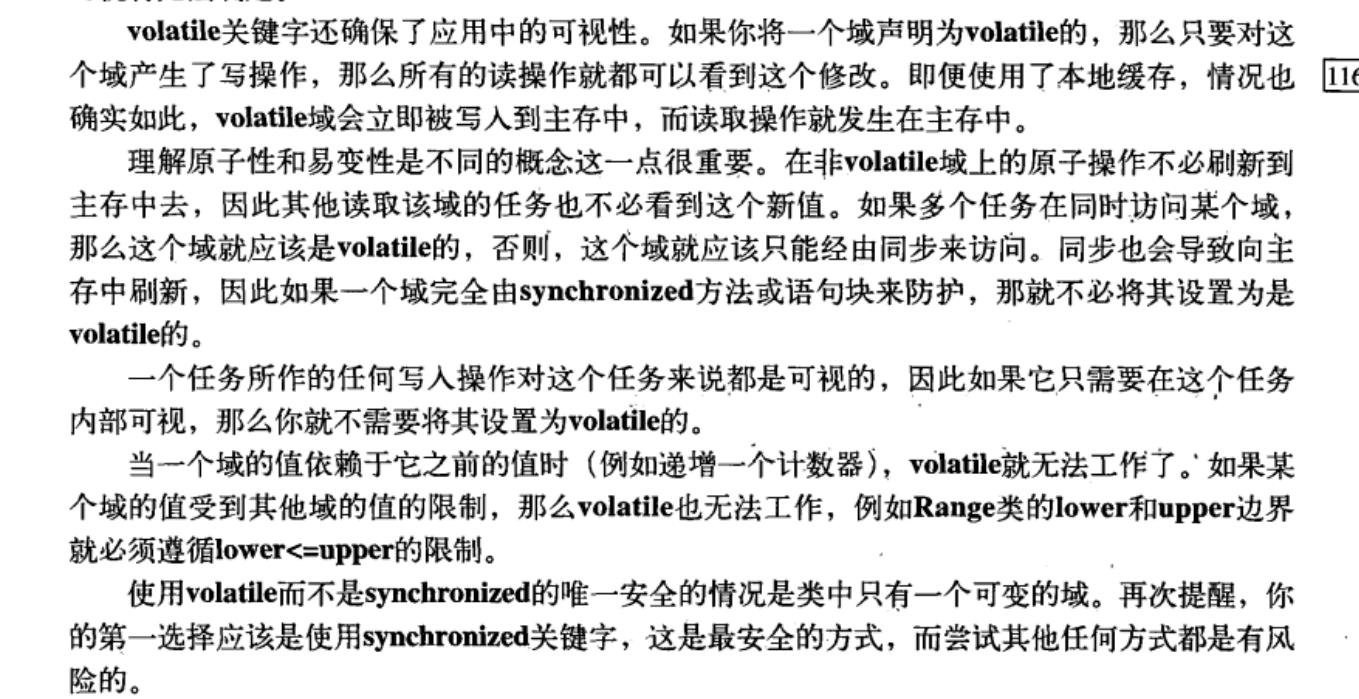 volatile关键字还确保了应用中的可视性。如果你将一个域声明为volatile的，那么只要对这
个域产生了写操作，那么所有的读操作就都可以看到这个修改。即便使用了本地缓存，情况也
116
确实如此，volatile域会立即被写入到主存中，而读取操作就发生在主存中。
理解原子性和易变性是不同的概念这一点很重要。在非volatile域上的原子操作不必刷新到
主存中去，因此其他读取该域的任务也不必看到这个新值。如果多个任务在同时访问某个域，
那么这个域就应该是volatile的，否则，这个域就应该只能经由同步来访问。同步也会导致向主
存中刷新，因此如果一个域完全由synchronized方法或语句块来防护，那就不必将其设置为是
volatile的。
一个任务所作的任何写入操作对这个任务来说都是可视的，因此如果它只需要在这个任务
内部可视，那么你就不需要将其设置为volatile的。
当一个域的值依赖于它之前的值时（例如递增一个计数器），volatile就无法工作了。如果某
个域的值受到其他域的值的限制，那么volatile也无法工作，例如Range类的lower和upper边界
就必须遵循lower<=upper的限制。
使用volatile而不是synchronized的唯一安全的情况是类中只有一个可变的域。再次提醒，你
的第一选择应该是使用synchronized关键字，这是最安全的方式，而尝试其他任何方式都是有风
险的。